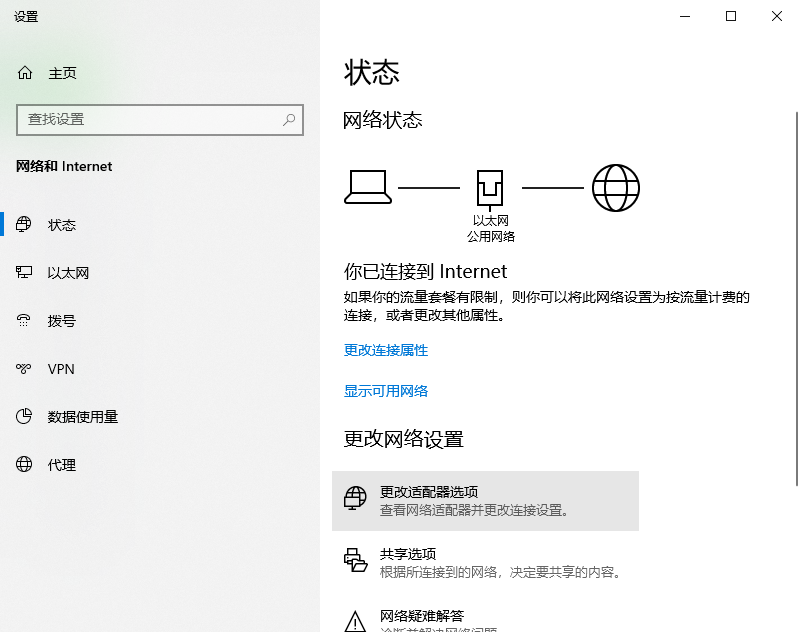 设置
主页
查找设置
网络和 Internet
状态
以太网
拨号
VPN
数据使用量
代理
状态
网络状态
以太网
公用网络
你已连接到 Internet
如果你的流量套餐有限制，则你可以将此网络设置为按流量计费的
连接，或者更改其他属性。
更改连接属性
显示可用网络
更改网络设置
更改适配器选项
查看网络适配器并更改连接设置。
共享选项
根据所连接到的网络，决定要共享的内容。
网络疑难解答